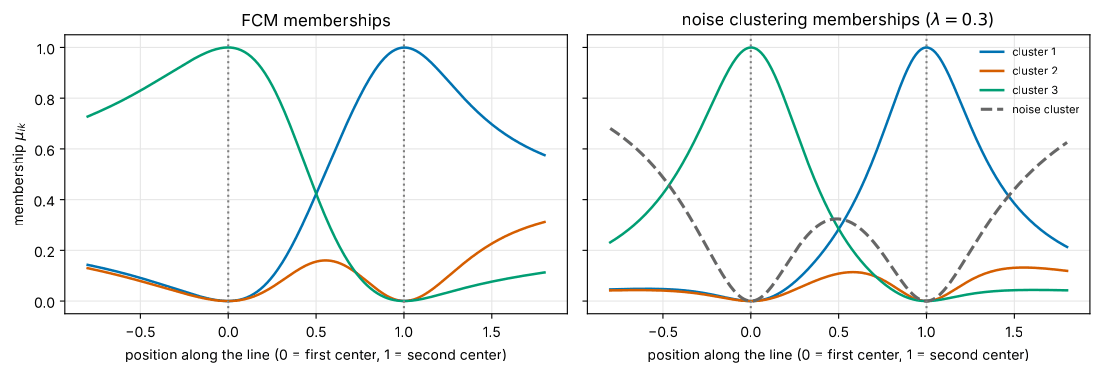 FCM memberships
membership μik
1.0
0.8
0.6
0.4
0.2
0.0
−0.5
0.0
0.5
1.0
1.5
position along the line (0 = first center, 1 = second center)
noise clustering memberships (λ = 0.3)
cluster 1
cluster 2
cluster 3
noise cluster
−0.5
0.0
0.5
1.0
1.5
position along the line (0 = first center, 1 = second center)